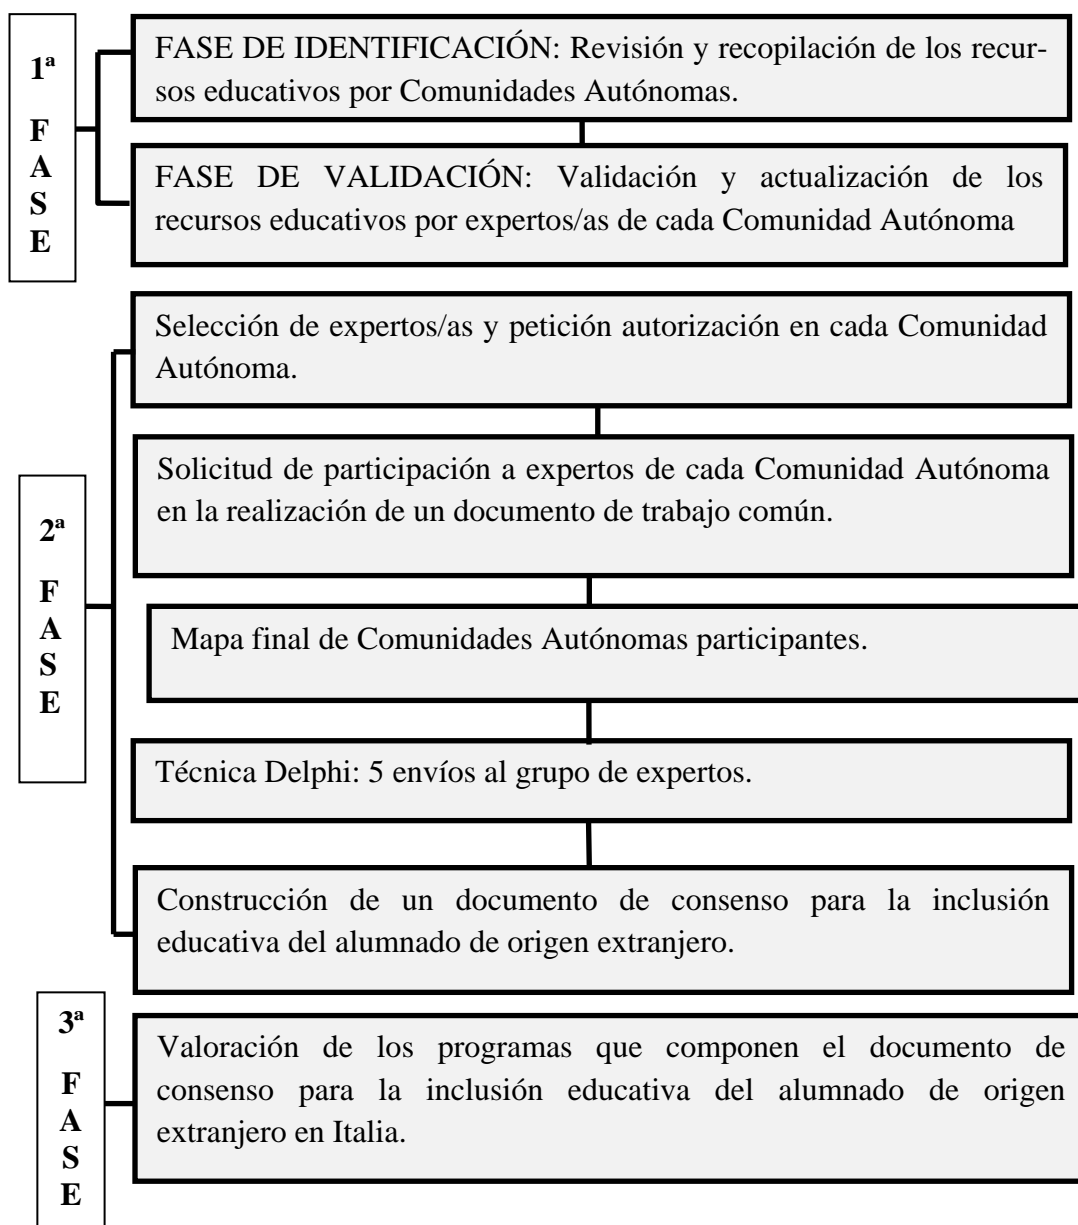 1ª
F
A
S
E
FASE DE IDENTIFICACIÓN: Revisión y recopilación de los recur-
sos educativos por Comunidades Autónomas.
FASE DE VALIDACIÓN: Validación y actualización de los
recursos educativos por expertos/as de cada Comunidad Autónoma
2ª
F
A
S
E
Selección de expertos/as y petición autorización en cada Comunidad
Autónoma.
Solicitud de participación a expertos de cada Comunidad Autónoma
en la realización de un documento de trabajo común.
Mapa final de Comunidades Autónomas participantes.
Técnica Delphi: 5 envíos al grupo de expertos.
Construcción de un documento de consenso para la inclusión
educativa del alumnado de origen extranjero.
3ª
F
A
S
E
Valoración de los programas que componen el documento de
consenso para la inclusión educativa del alumnado de origen
extranjero en Italia.